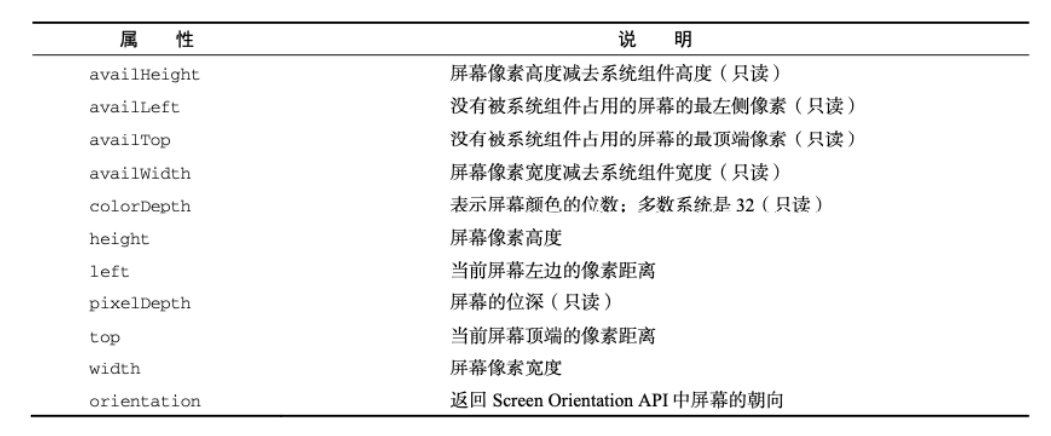 属 性 说 明
availHeight 屏幕像素高度减去系统组件高度（只读）
availLeft 没有被系统组件占用的屏幕的最左侧像素（只读）
availTop 没有被系统组件占用的屏幕的最顶端像素（只读）
availWidth 屏幕像素宽度减去系统组件宽度（只读）
colorDepth 表示屏幕颜色的位数；多数系统是 32（只读）
height 屏幕像素高度
left 当前屏幕左边的像素距离
pixelDepth 屏幕的位深（只读）
top 当前屏幕顶端的像素距离
width 屏幕像素宽度
orientation 返回 Screen Orientation API 中屏幕的朝向